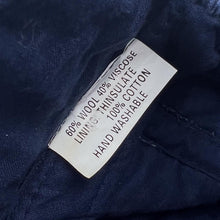 60% WOOL 40% VISCOSE
LINING THINSULATE
100% COTTON
HAND WASHABLE